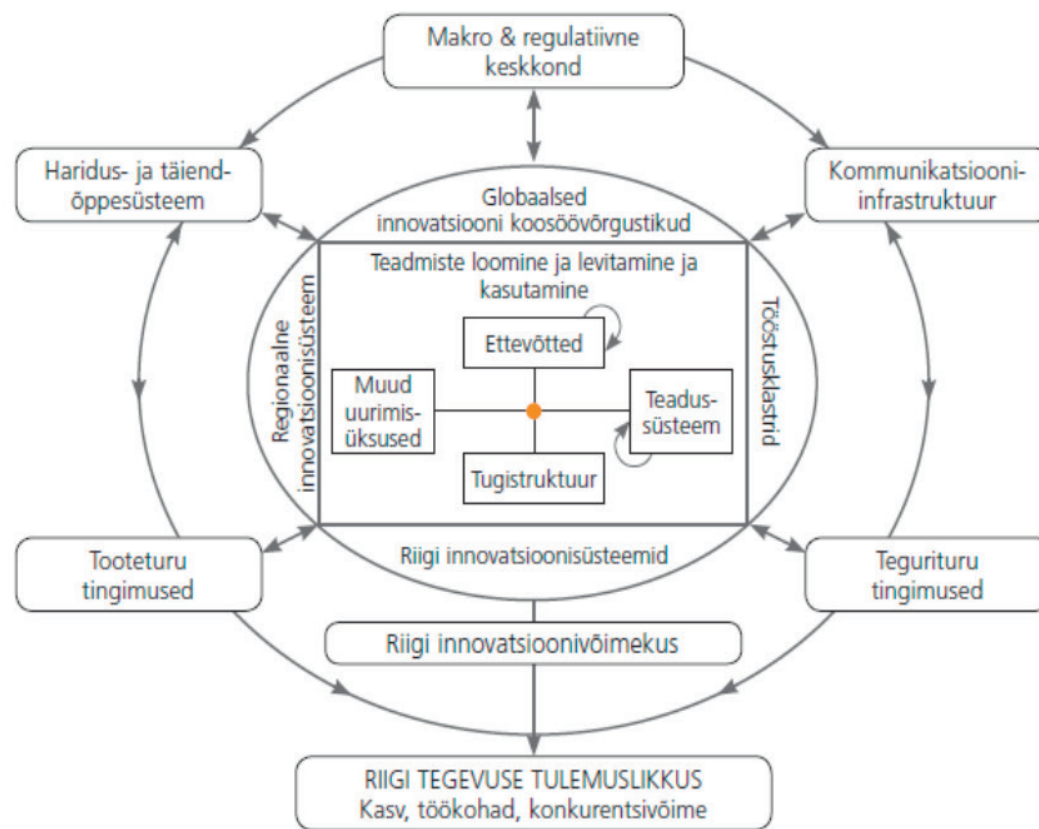 Makro & regulatiivne
keskkond
Haridus- ja täiend-
õppesüsteem
Kommunikatsiooni-
infrastruktuur
Globaalsed
innovatsiooni koosöövõrgustikud
Teadmiste loomine ja levitamine ja
kasutamine
Regionaalne
innovatsioonisüsteem
Tööstusklastrid
Ettevõtted
Muud
uurimis-
üksused
Teadus-
süsteem
Tugistruktuur
Riigi innovatsioonisüsteemid
Tooteturu
tingimused
Tegurituru
tingimused
Riigi innovatsioonivõimekus
RIIGI TEGEVUSE TULEMUSLIKKUS
Kasv, töökohad, konkurentsivõime